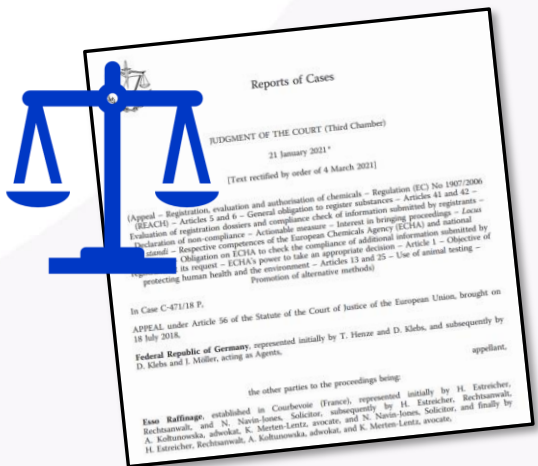 Reports of Cases
JUDGMENT OF THE COURT (Third Chamber)
21 January 2021 *
[Text rectified by order of 4 March 2021]
(Appeal – Registration, evaluation and authorisation of chemicals – Regulation (EC) No 1907/2006
(REACH) – Articles 5 and 6 – General obligation to register substances – Articles 41 and 42 –
Evaluation of registration dossiers and compliance check of information submitted by registrants –
Declaration of non-compliance – Actionable measure – Interest in bringing proceedings – Locus
standi – Respective competences of the European Chemicals Agency (ECHA) and national
Obligation on ECHA to check the compliance of additional information submitted by
its request – ECHA's power to take an appropriate decision – Article 1 – Objective of
protecting human health and the environment – Articles 13 and 25 – Use of animal testing –
Promotion of alternative methods)
In Case C-471/18 P,
APPEAL under Article 56 of the Statute of the Court of Justice of the European Union, brought on
18 July 2018,
Federal Republic of Germany, represented initially by T. Henze and D. Klebs, and subsequently by
D. Klebs and J. Möller, acting as Agents,
appellant,
the other parties to the proceedings being:
Esso Raffinage, established in Courbevoie (France), represented initially by H. Estreicher,
Rechtsanwalt, and N. Navin-Jones, Solicitor, subsequently by H. Estreicher, Rechtsanwalt,
A. Kołtunowska, adwokat, K. Merten-Lentz, avocate, and N. Navin-Jones, Solicitor, and finally by
H. Estreicher, Rechtsanwalt, A. Kołtunowska, adwokat, and K. Merten-Lentz, avocate,